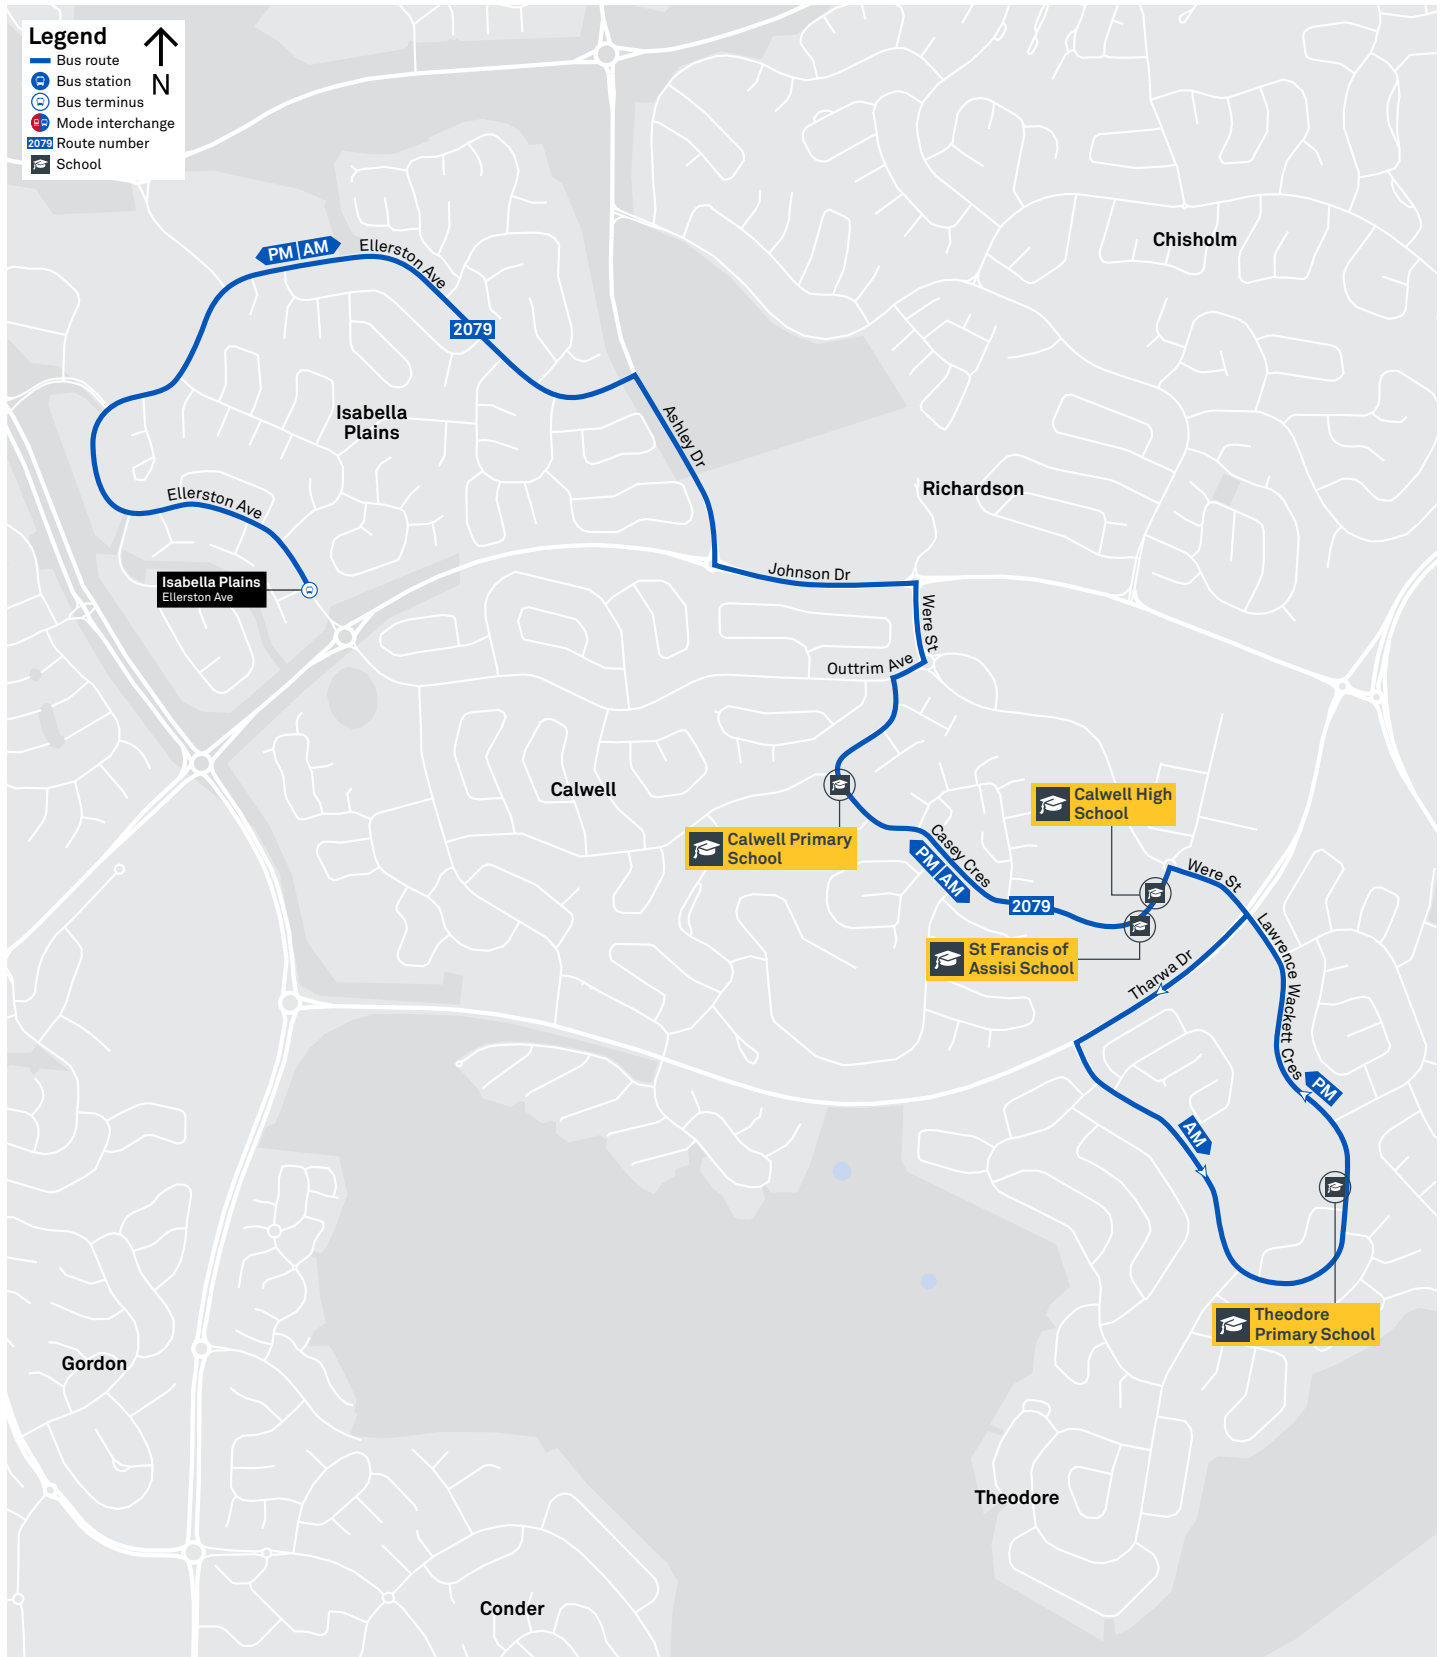 Legend
N
Bus route
Bus station
Bus terminus
Mode interchange
2079 Route number
School
Chisholm
PM AM
Ellerston Ave
2079
Isabella
Plains
Ashley Dr
Richardson
Ellerston Ave
Isabella Plains
Ellerston Ave
Johnson Dr
Were St
Outtrim Ave
Calwell
Calwell High
School
Calwell Primary
School
Casey Cres
PM AM
2079
Were St
St Francis of
Assisi School
Lawrence Wackett Cres
Tharwa Dr
PM
AM
Theodore
Primary School
Gordon
Theodore
Conder